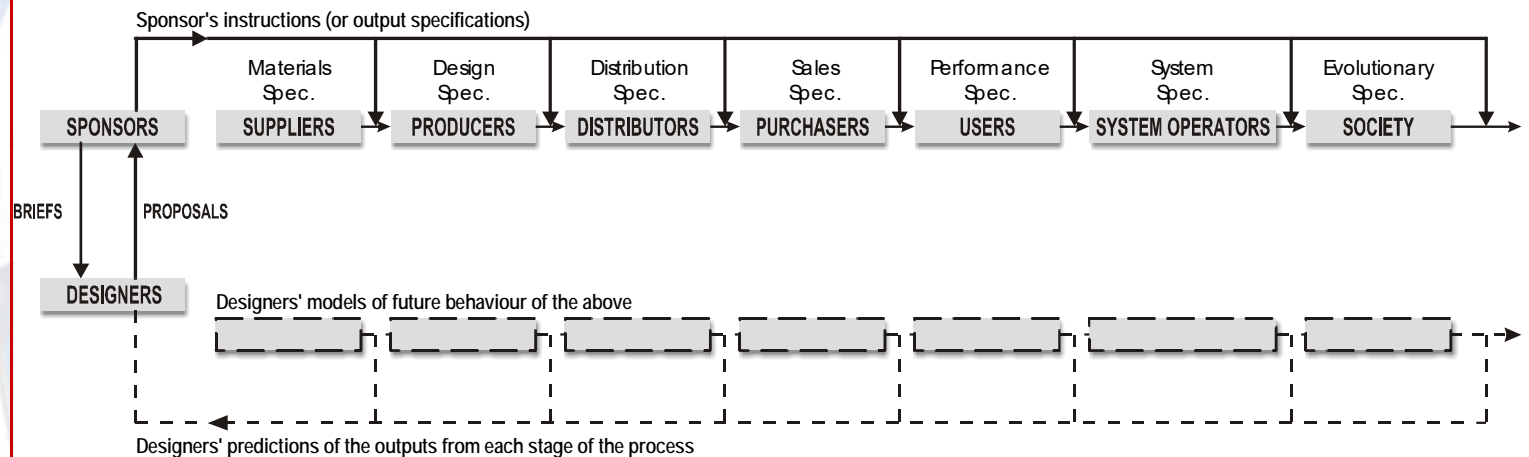 Sponsor's instructions (or output specifications)
Materials
Spec.
Design
Spec.
Distribution
Spec.
Sales
Spec.
Performance
Spec.
System
Spec.
Evolutionary
Spec.
SPONSORS
SUPPLIERS
PRODUCERS
DISTRIBUTORS
PURCHASERS
USERS
SYSTEM OPERATORS
SOCIETY
BRIEFS
PROPOSALS
DESIGNERS
Designers' models of future behaviour of the above
Designers' predictions of the outputs from each stage of the process